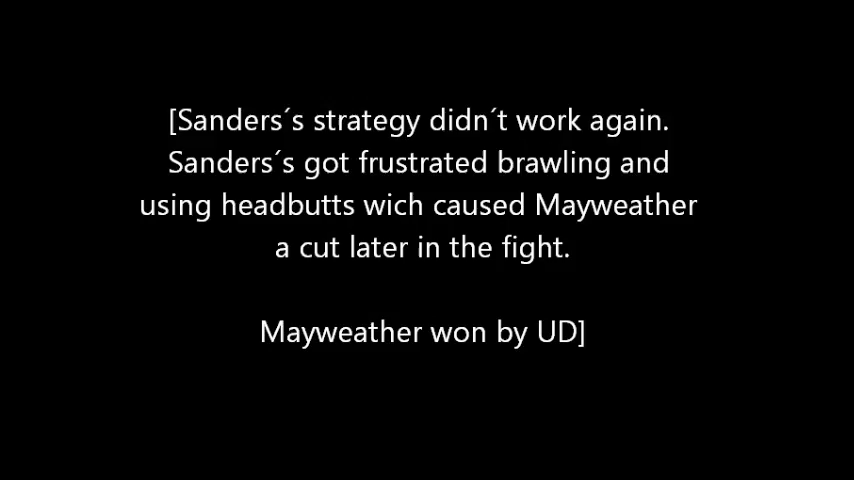 [Sanders´s strategy didn´t work again.
Sanders´s got frustrated brawling and
using headbutts wich caused Mayweather
a cut later in the fight.
Mayweather won by UD]